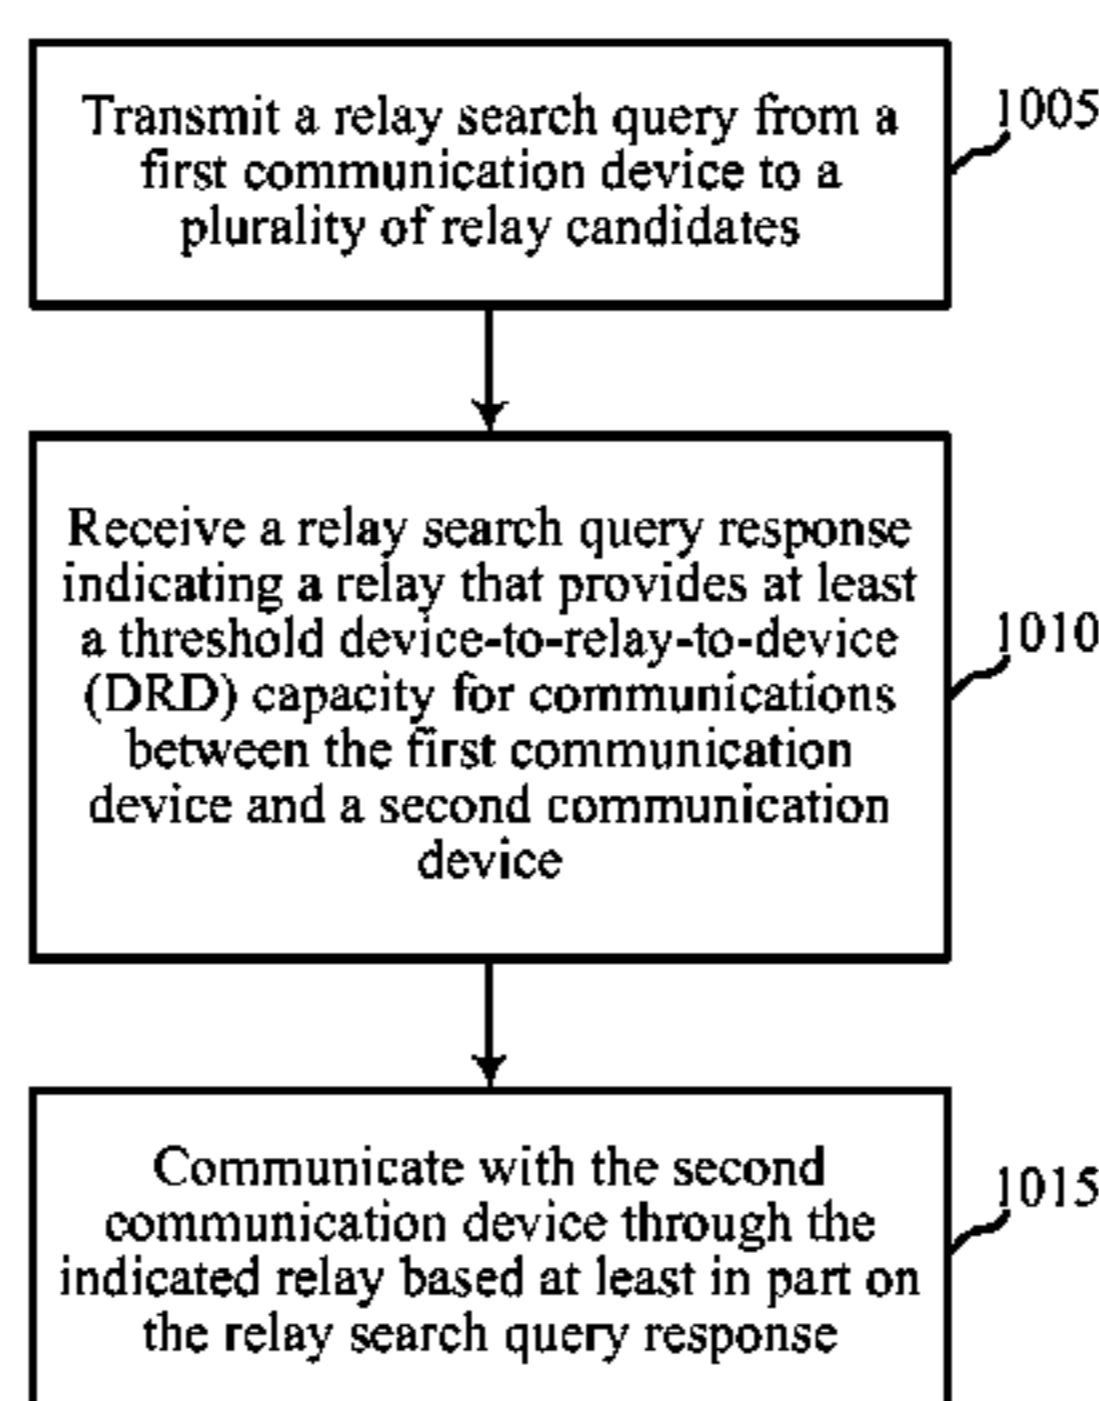 Transmit a relay search query from a
first communication device to a
plurality of relay candidates
1005
Receive a relay search query response
indicating a relay that provides at least
a threshold device-to-relay-to-device
(DRD) capacity for communications
between the first communication
device and a second communication
device
1010
Communicate with the second
communication device through the
indicated relay based at least in part on
the relay search query response
1015